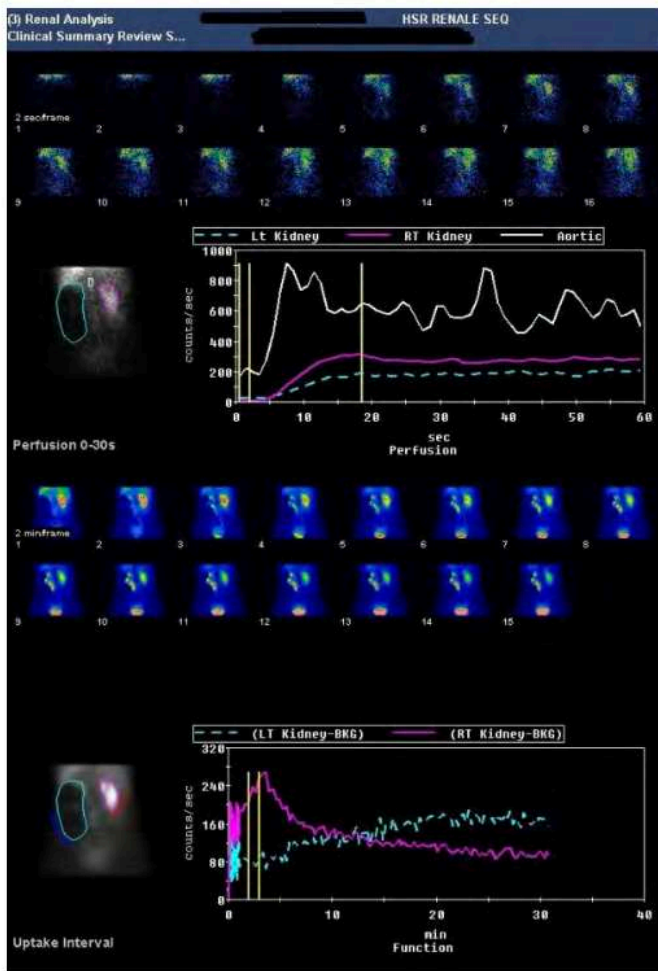 (3) Renal Analysis
HSR RENALE SEQ
Clinical Summary Review S...
2 sec/frame
1 2 3 4 5 6 7 8
9 10 11 12 13 14 15 16
Lt Kidney RT Kidney Aortic
1000
800
600
400
200
0
counts/sec
0 10 20 30 40 50 60
sec
Perfusion
Perfusion 0-30s
2 min/frame
1 2 3 4 5 6 7 8
9 10 11 12 13 14 15
(LT Kidney-BKG) (RT Kidney-BKG)
320
240
160
80
0
counts/sec
0 10 20 30 40
min
Function
Uptake Interval